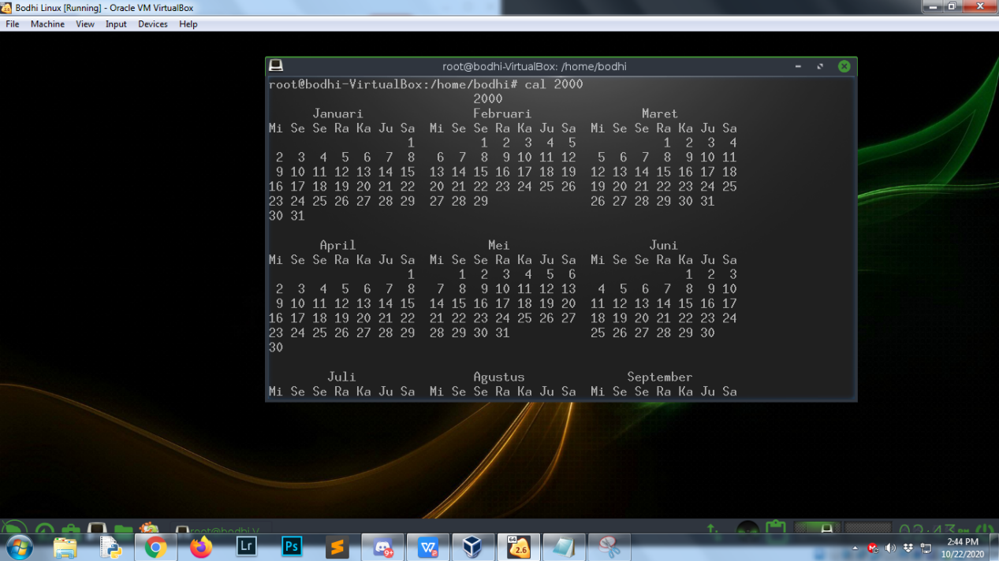 Bodhi Linux [Running] - Oracle VM VirtualBox
File Machine View Input Devices Help
root@bodhi-VirtualBox: /home/bodhi
root@bodhi-VirtualBox:/home/bodhi# cal 2000
2000
Januari Februari Maret
Mi Se Se Ra Ka Ju Sa Mi Se Se Ra Ka Ju Sa Mi Se Se Ra Ka Ju Sa
1 1 2 3 4 5 1 2 3 4
2 3 4 5 6 7 8 6 7 8 9 10 11 12 5 6 7 8 9 10 11
9 10 11 12 13 14 15 13 14 15 16 17 18 19 12 13 14 15 16 17 18
16 17 18 19 20 21 22 20 21 22 23 24 25 26 19 20 21 22 23 24 25
23 24 25 26 27 28 29 27 28 29 26 27 28 29 30 31
30 31
April Mei Juni
Mi Se Se Ra Ka Ju Sa Mi Se Se Ra Ka Ju Sa Mi Se Se Ra Ka Ju Sa
1 1 2 3 4 5 6 1 2 3
2 3 4 5 6 7 8 7 8 9 10 11 12 13 4 5 6 7 8 9 10
9 10 11 12 13 14 15 14 15 16 17 18 19 20 11 12 13 14 15 16 17
16 17 18 19 20 21 22 21 22 23 24 25 26 27 18 19 20 21 22 23 24
23 24 25 26 27 28 29 28 29 30 31 25 26 27 28 29 30
30
Juli Agustus September
Mi Se Se Ra Ka Ju Sa Mi Se Se Ra Ka Ju Sa Mi Se Se Ra Ka Ju Sa
root@bodhi-V
02:43
Lr Ps 9+ W 64 2.6
2:44 PM
10/22/2020